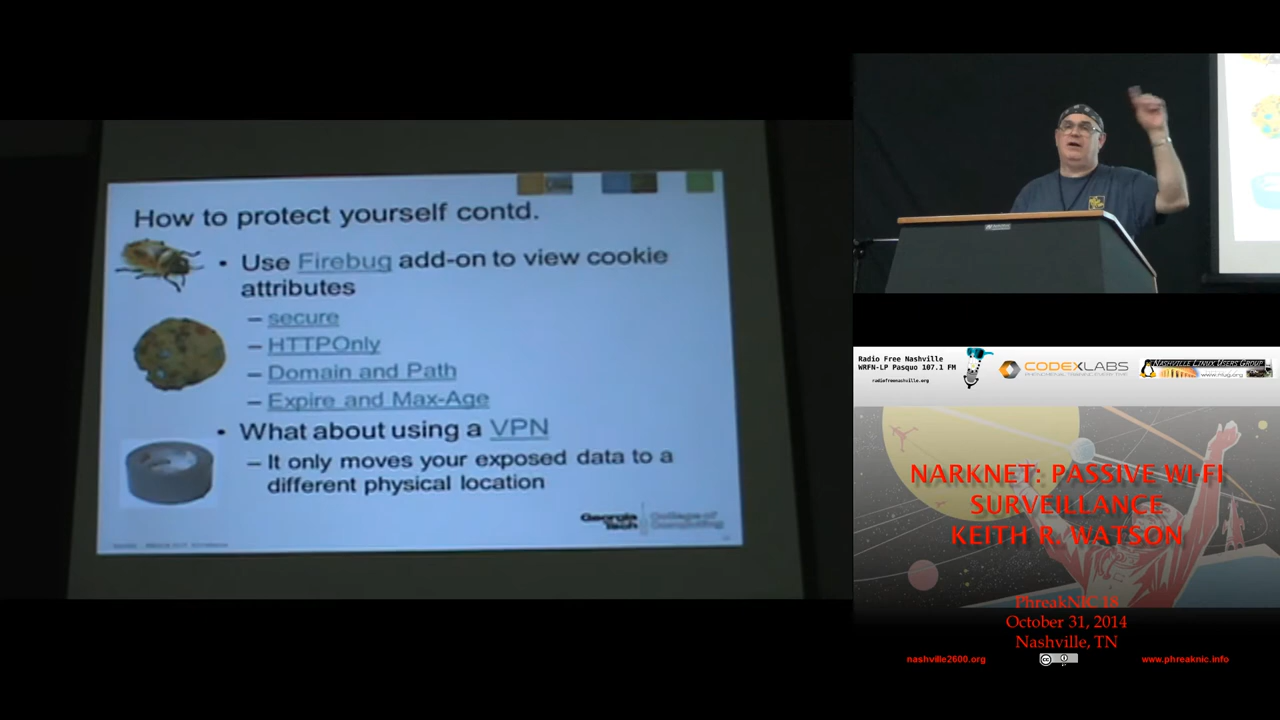 How to protect yourself contd.
• Use Firebug add-on to view cookie
attributes
– secure
– HTTPOnly
– Domain and Path
– Expire and Max-Age
• What about using a VPN
– It only moves your exposed data to a
different physical location
Georgia
Tech
College of
Computing
Radio Free Nashville
WRFN-LP Pasquo 107.1 FM
radiofreenashville.org
CODEXLABS
NASHVILLE LINUX USERS GROUP
www.nlug.org
NARKNET: PASSIVE WI-FI
SURVEILLANCE
KEITH R. WATSON
PhreakNIC 18
October 31, 2014
Nashville, TN
nashville2600.org
cc
www.phreaknic.info